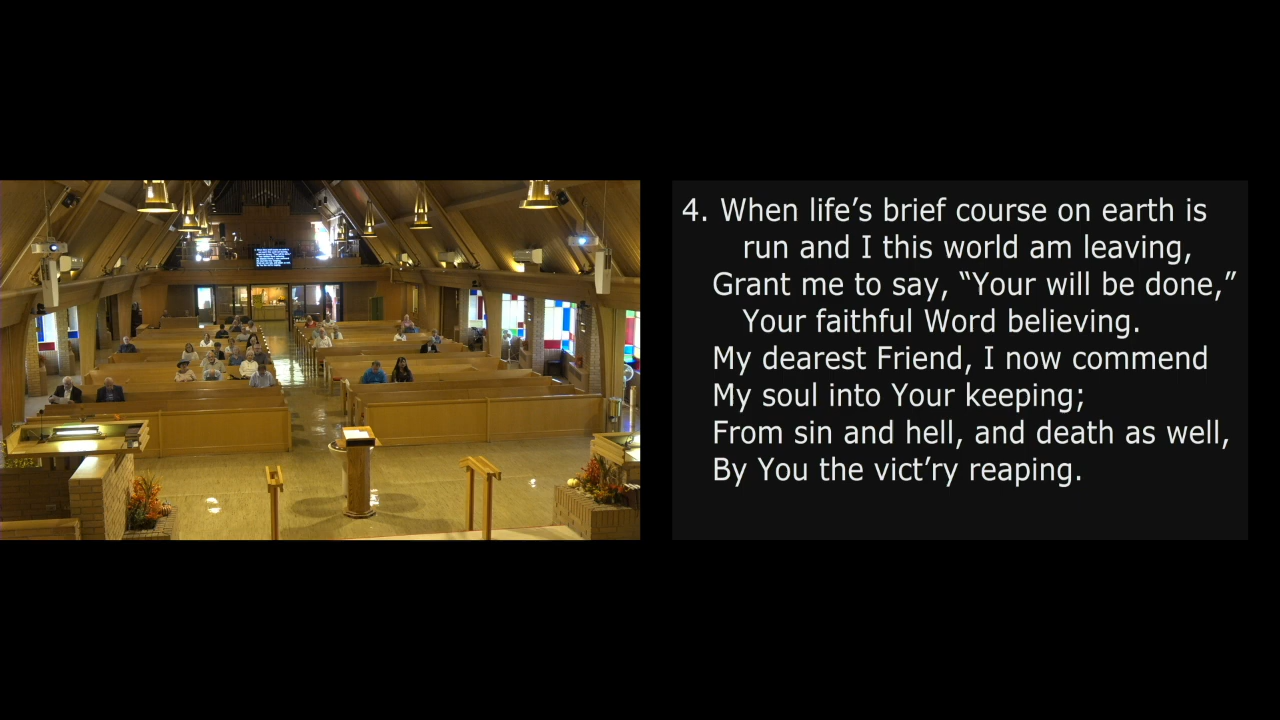 4. When life’s brief course on earth is
run and I this world am leaving,
Grant me to say, “Your will be done,”
Your faithful Word believing.
My dearest Friend, I now commend
My soul into Your keeping;
From sin and hell, and death as well,
By You the vict’ry reaping.